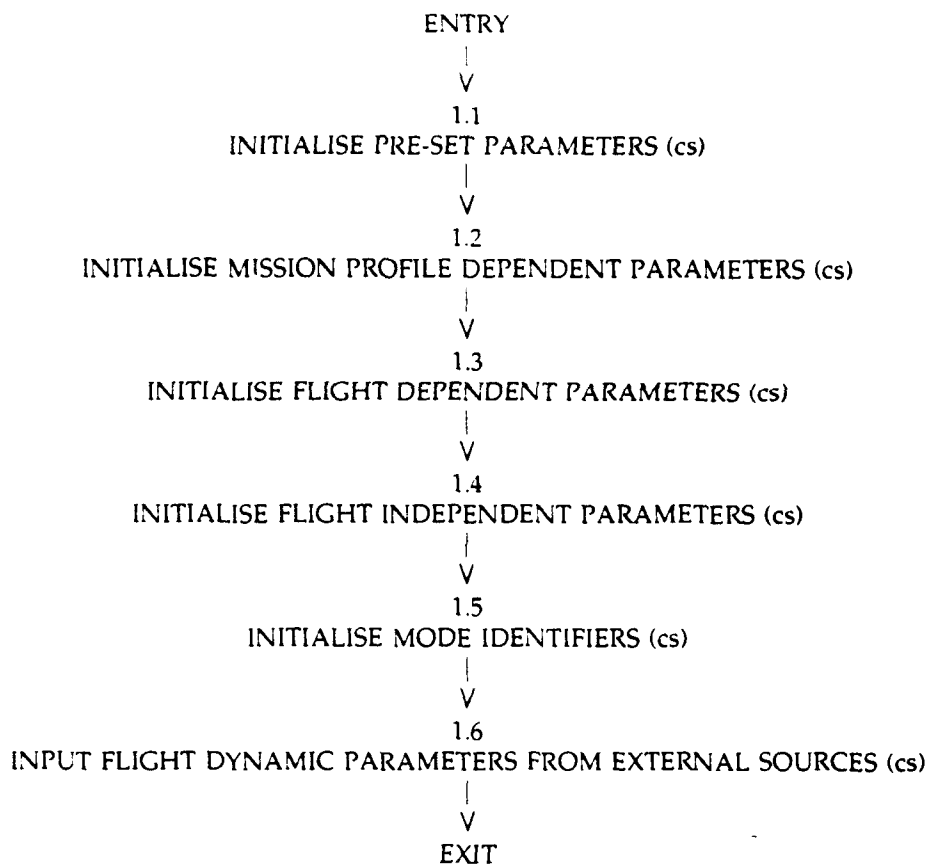 ENTRY
|
V
1.1
INITIALISE PRE-SET PARAMETERS (cs)
|
V
1.2
INITIALISE MISSION PROFILE DEPENDENT PARAMETERS (cs)
|
V
1.3
INITIALISE FLIGHT DEPENDENT PARAMETERS (cs)
|
V
1.4
INITIALISE FLIGHT INDEPENDENT PARAMETERS (cs)
|
V
1.5
INITIALISE MODE IDENTIFIERS (cs)
|
V
1.6
INPUT FLIGHT DYNAMIC PARAMETERS FROM EXTERNAL SOURCES (cs)
|
V
EXIT